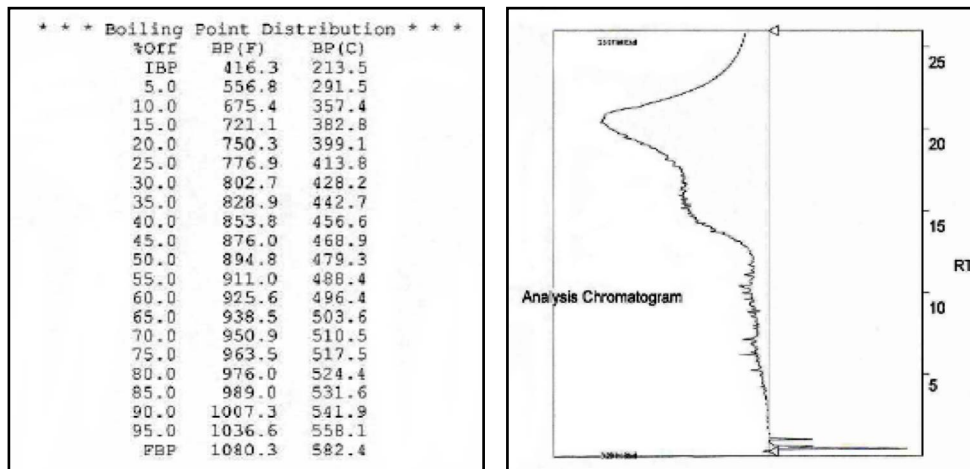 * * * Boiling Point Distribution * * *
%Off BP(F) BP(C)
IBP 416.3 213.5
5.0 556.8 291.5
10.0 675.4 357.4
15.0 721.1 382.8
20.0 750.3 399.1
25.0 776.9 413.8
30.0 802.7 428.2
35.0 828.9 442.7
40.0 853.8 456.6
45.0 876.0 468.9
50.0 894.8 479.3
55.0 911.0 488.4
60.0 925.6 496.4
65.0 938.5 503.6
70.0 950.9 510.5
75.0 963.5 517.5
80.0 976.0 524.4
85.0 989.0 531.6
90.0 1007.3 541.9
95.0 1036.6 558.1
FBP 1080.3 582.4
25
20
15
RT
10
Analysis Chromatogram
5